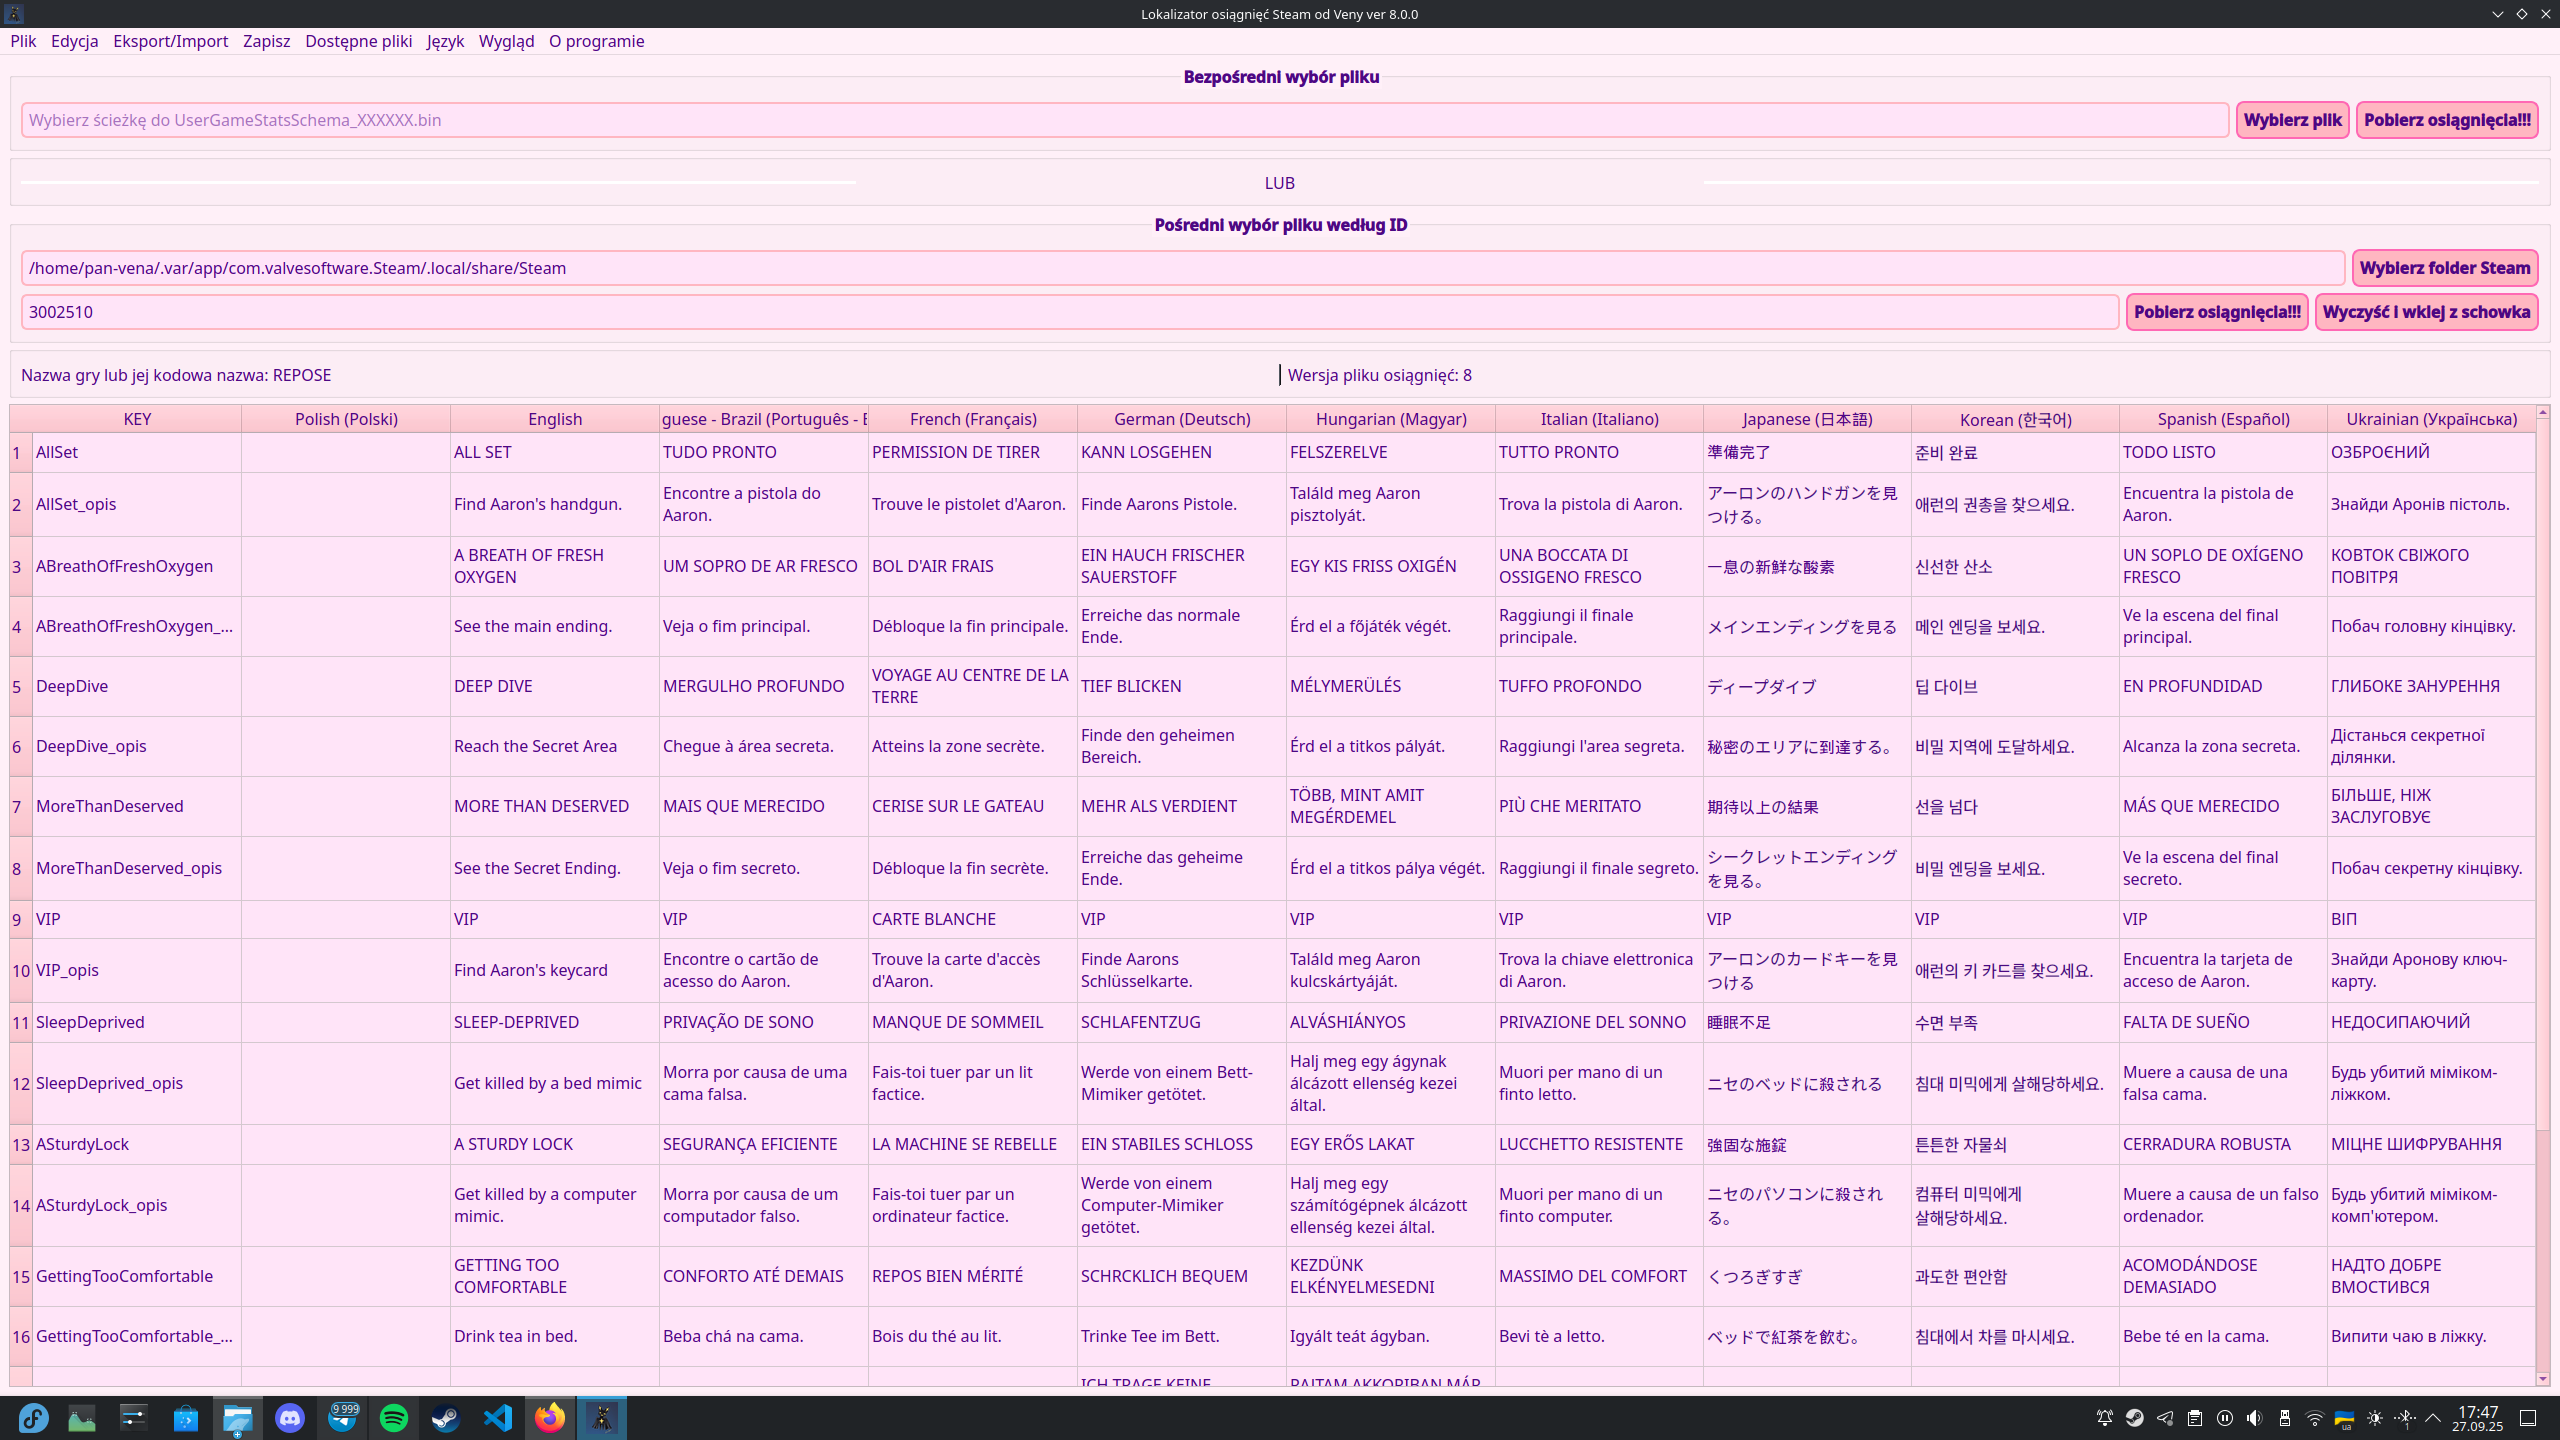 Lokalizator osiągnięć Steam od Veny ver 8.0.0
Plik Edycja Eksport/Import Zapisz Dostępne pliki Język Wygląd O programie
Bezpośredni wybór pliku
Wybierz ścieżkę do UserGameStatsSchema_XXXXXX.bin Wybierz plik Pobierz osiągnięcia!!!
LUB
Pośredni wybór pliku według ID
/home/pan-vena/.var/app/com.valvesoftware.Steam/.local/share/Steam Wybierz folder Steam
3002510 Pobierz osiągnięcia!!! Wyczyść i wklej z schowka
Nazwa gry lub jej kodowa nazwa: REPOSE Wersja pliku osiągnięć: 8
KEY Polish (Polski) English guese - Brazil (Português - French (Français) German (Deutsch) Hungarian (Magyar) Italian (Italiano) Japanese (日本語) Korean (한국어) Spanish (Español) Ukrainian (Українська)
1 AllSet ALL SET TUDO PRONTO PERMISSION DE TIRER KANN LOSGEHEN FELSZERELVE TUTTO PRONTO 準備完了 준비 완료 TODO LISTO ОЗБРОЄНИЙ
2 AllSet_opis Find Aaron's handgun. Encontre a pistola do Aaron. Trouve le pistolet d'Aaron. Finde Aarons Pistole. Találd meg Aaron pisztolyát. Trova la pistola di Aaron. アーロンのハンドガンを見つける。 애런의 권총을 찾으세요. Encuentra la pistola de Aaron. Знайди Аронів пістоль.
3 ABreathOfFreshOxygen A BREATH OF FRESH OXYGEN UM SOPRO DE AR FRESCO BOL D'AIR FRAIS EIN HAUCH FRISCHER SAUERSTOFF EGY KIS FRISS OXIGÉN UNA BOCCATA DI OSSIGENO FRESCO 一息の新鮮な酸素 신선한 산소 UN SOPLO DE OXÍGENO FRESCO КОВТОК СВІЖОГО ПОВІТРЯ
4 ABreathOfFreshOxygen_... See the main ending. Veja o fim principal. Débloque la fin principale. Erreiche das normale Ende. Érd el a főjáték végét. Raggiungi il finale principale. メインエンディングを見る 메인 엔딩을 보세요. Ve la escena del final principal. Побач головну кінцівку.
5 DeepDive DEEP DIVE MERGULHO PROFUNDO VOYAGE AU CENTRE DE LA TERRE TIEF BLICKEN MÉLYMERÜLÉS TUFFO PROFONDO ディープダイブ 딥 다이브 EN PROFUNDIDAD ГЛИБОКЕ ЗАНУРЕННЯ
6 DeepDive_opis Reach the Secret Area Chegue à área secreta. Atteins la zone secrète. Finde den geheimen Bereich. Érd el a titkos pályát. Raggiungi l'area segreta. 秘密のエリアに到達する。 비밀 지역에 도달하세요. Alcanza la zona secreta. Дістанься секретної ділянки.
7 MoreThanDeserved MORE THAN DESERVED MAIS QUE MERECIDO CERISE SUR LE GATEAU MEHR ALS VERDIENT TÖBB, MINT AMIT MEGÉRDEMEL PIÙ CHE MERITATO 期待以上の結果 선을 넘다 MÁS QUE MERECIDO БІЛЬШЕ, НІЖ ЗАСЛУГОВУЄ
8 MoreThanDeserved_opis See the Secret Ending. Veja o fim secreto. Débloque la fin secrète. Erreiche das geheime Ende. Érd el a titkos pálya végét. Raggiungi il finale segreto. シークレットエンディングを見る。 비밀 엔딩을 보세요. Ve la escena del final secreto. Побач секретну кінцівку.
9 VIP VIP VIP CARTE BLANCHE VIP VIP VIP VIP VIP VIP ВІП
10 VIP_opis Find Aaron's keycard Encontre o cartão de acesso do Aaron. Trouve la carte d'accès d'Aaron. Finde Aarons Schlüsselkarte. Találd meg Aaron kulcskártyáját. Trova la chiave elettronica di Aaron. アーロンのカードキーを見つける 애런의 키 카드를 찾으세요. Encuentra la tarjeta de acceso de Aaron. Знайди Аронову ключ-карту.
11 SleepDeprived SLEEP-DEPRIVED PRIVAÇÃO DE SONO MANQUE DE SOMMEIL SCHLAFENTZUG ALVÁSHIÁNYOS PRIVAZIONE DEL SONNO 睡眠不足 수면 부족 FALTA DE SUEÑO НЕДОСИПАЮЧИЙ
12 SleepDeprived_opis Get killed by a bed mimic Morra por causa de uma cama falsa. Fais-toi tuer par un lit factice. Werde von einem Bett-Mimiker getötet. Halj meg egy ágynak álcázott ellenség kezei által. Muori per mano di un finto letto. ニセのベッドに殺される 침대 미믹에게 살해당하세요. Muere a causa de una falsa cama. Будь убитий міміком-ліжком.
13 ASturdyLock A STURDY LOCK SEGURANÇA EFICIENTE LA MACHINE SE REBELLE EIN STABILES SCHLOSS EGY ERŐS LAKAT LUCCHETTO RESISTENTE 強固な施錠 튼튼한 자물쇠 CERRADURA ROBUSTA МІЦНЕ ШИФРУВАННЯ
14 ASturdyLock_opis Get killed by a computer mimic. Morra por causa de um computador falso. Fais-toi tuer par un ordinateur factice. Werde von einem Computer-Mimiker getötet. Halj meg egy számítógépnek álcázott ellenség kezei által. Muori per mano di un finto computer. ニセのパソコンに殺される。 컴퓨터 미믹에게 살해당하세요. Muere a causa de un falso ordenador. Будь убитий міміком-комп'ютером.
15 GettingTooComfortable GETTING TOO COMFORTABLE CONFORTO ATÉ DEMAIS REPOS BIEN MÉRITÉ SCHRCKLICH BEQUEM KEZDÜNK ELKÉNYELMESEDNI MASSIMO DEL COMFORT くつろぎすぎ 과도한 편안함 ACOMODÁNDOSE DEMASIADO НАДТО ДОБРЕ ВМОСТИВСЯ
16 GettingTooComfortable_... Drink tea in bed. Beba chá na cama. Bois du thé au lit. Trinke Tee im Bett. Igyált teát ágyban. Bevi tè a letto. ベッドで紅茶を飲む。 침대에서 차를 마시세요. Bebe té en la cama. Випити чаю в ліжку.
ICH TRAGE KEINE
9 999 ua 17:47
27.09.25